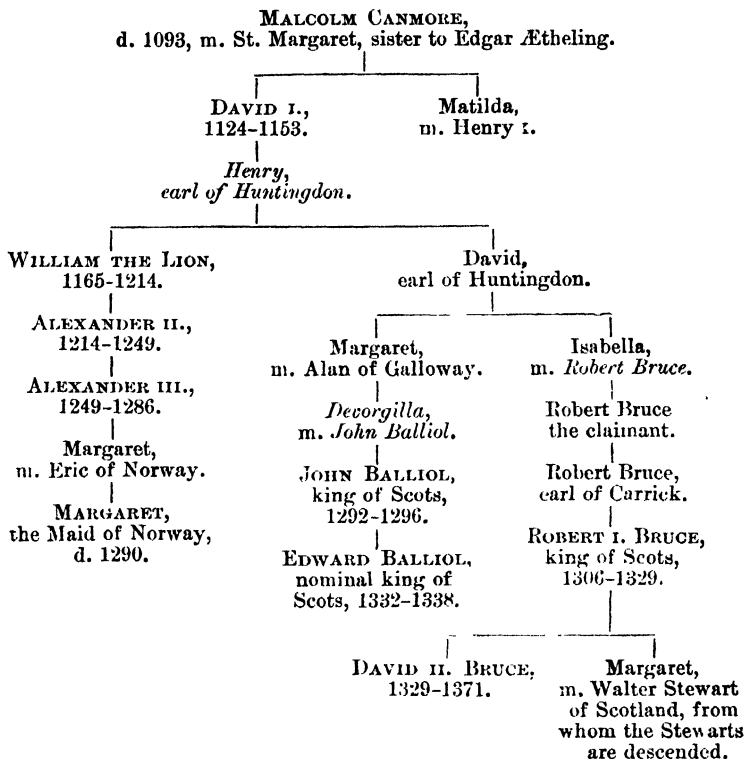 MALCOLM CANMORE,
d. 1093, m. St. Margaret, sister to Edgar Ætheling.
DAVID I.,
1124-1153.
Matilda,
m. Henry I.
Henry,
earl of Huntingdon.
WILLIAM THE LION,
1165-1214.
ALEXANDER II.,
1214-1249.
ALEXANDER III.,
1249-1286.
Margaret,
m. Eric of Norway.
MARGARET,
the Maid of Norway,
d. 1290.
David,
earl of Huntingdon.
Margaret,
m. Alan of Galloway.
Devorgilla,
m. John Balliol.
JOHN BALLIOL,
king of Scots,
1292-1296.
EDWARD BALLIOL,
nominal king of
Scots, 1332-1338.
Isabella,
m. Robert Bruce.
Robert Bruce
the claimant.
Robert Bruce,
earl of Carrick.
ROBERT I. BRUCE,
king of Scots,
1306-1329.
DAVID II. BRUCE,
1329-1371.
Margaret,
m. Walter Stewart
of Scotland, from
whom the Stewarts
are descended.